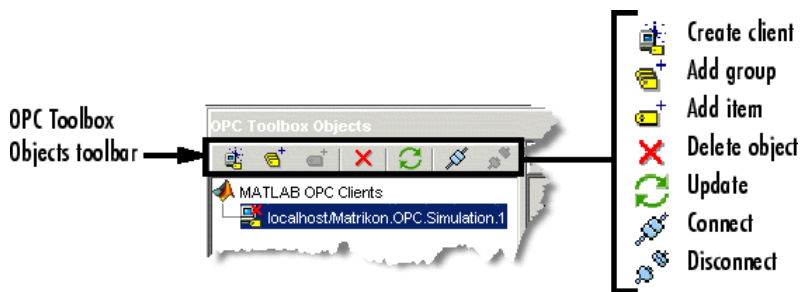 Create client
Add group
Add item
Delete object
Update
Connect
Disconnect
OPC Toolbox
Objects toolbar
OPC Toolbox Objects
MATLAB OPC Clients
localhost/Matrikon.OPC.Simulation.1